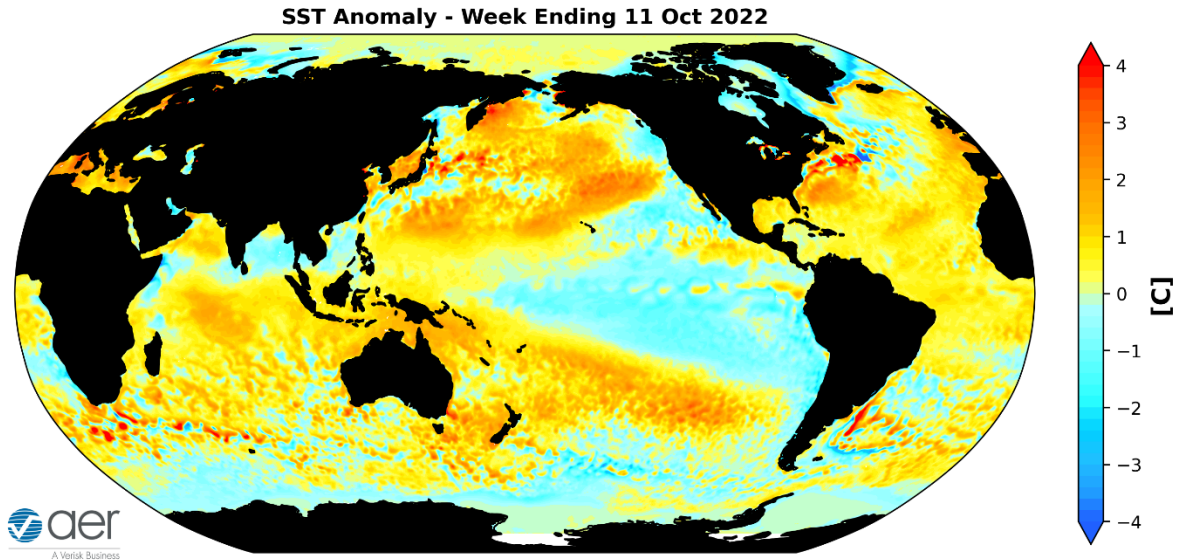 SST Anomaly - Week Ending 11 Oct 2022
4
3
2
1
0
−1
−2
−3
−4
[C]
aer
A Verisk Business